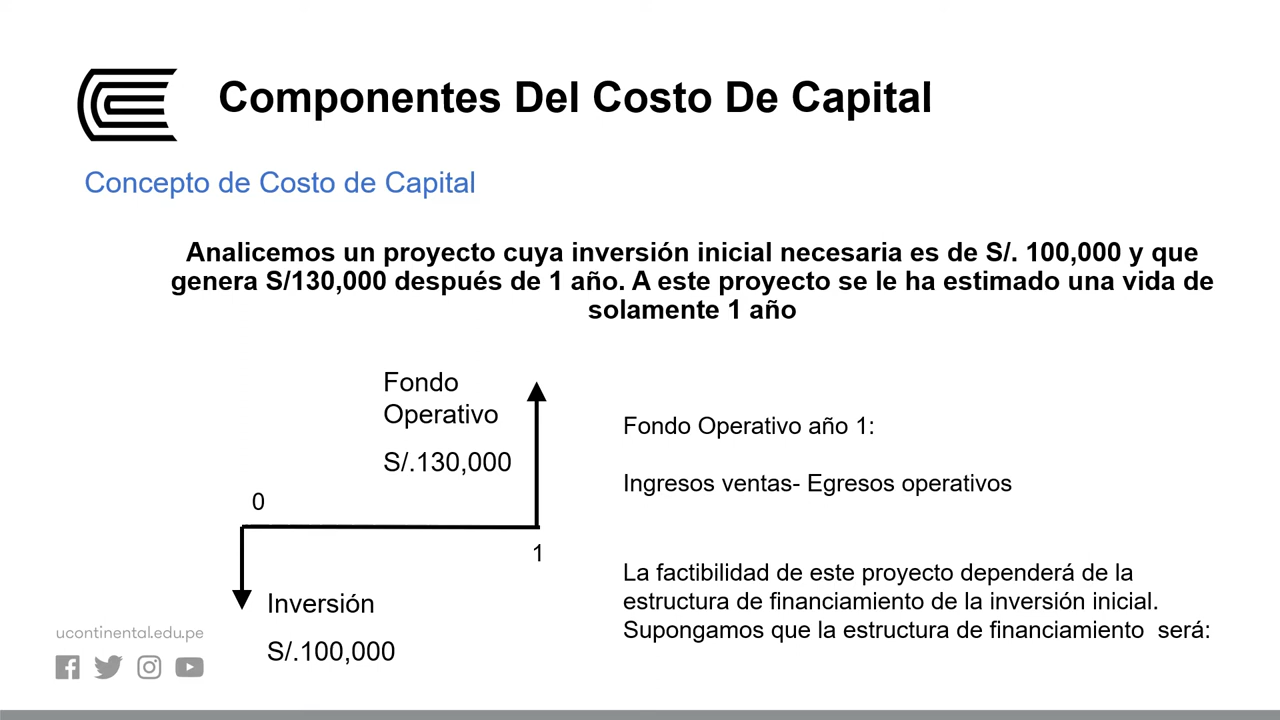 Componentes Del Costo De Capital
Concepto de Costo de Capital
Analicemos un proyecto cuya inversión inicial necesaria es de S/. 100,000 y que
genera S/130,000 después de 1 año. A este proyecto se le ha estimado una vida de
solamente 1 año
Fondo
Operativo
S/.130,000
0
1
Inversión
S/.100,000
Fondo Operativo año 1:
Ingresos ventas- Egresos operativos
La factibilidad de este proyecto dependerá de la
estructura de financiamiento de la inversión inicial.
Supongamos que la estructura de financiamiento  será:
ucontinental.edu.pe